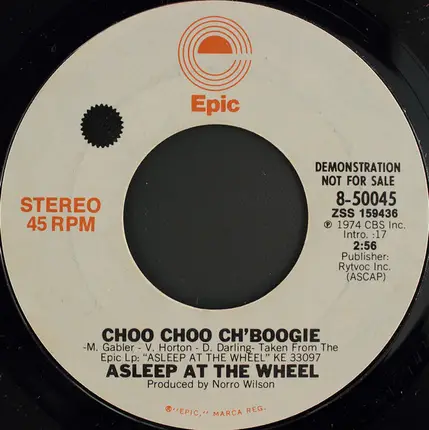 Epic
STEREO
45 RPM
DEMONSTRATION
NOT FOR SALE
8-50045
ZSS 159436
℗ 1974 CBS Inc.
Intro. :17
2:56
Publisher:
Rytvoc Inc.
(ASCAP)
CHOO CHOO CH'BOOGIE
-M. Gabler - V. Horton - D. Darling- Taken From The
Epic Lp: "ASLEEP AT THE WHEEL" KE 33097
ASLEEP AT THE WHEEL
Produced by Norro Wilson
®"EPIC," MARCA REG.